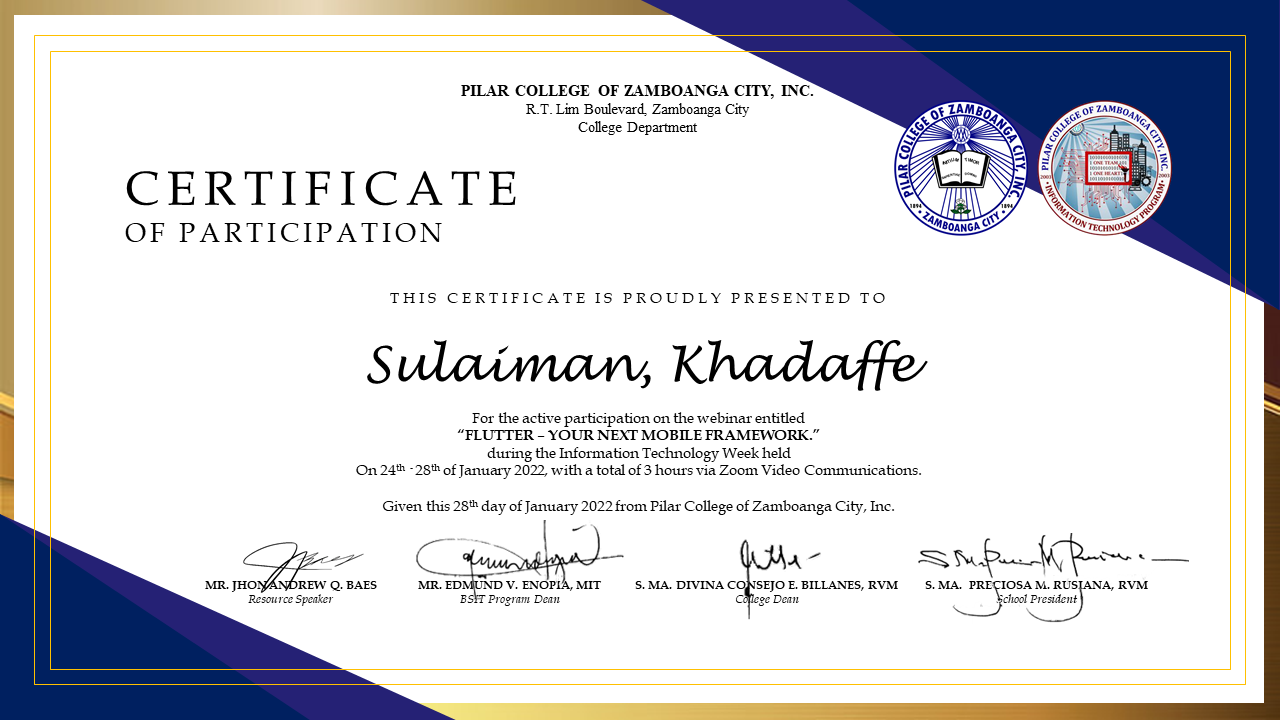 PILAR COLLEGE OF ZAMBOANGA CITY, INC.
R.T. Lim Boulevard, Zamboanga City
College Department
PILAR COLLEGE OF ZAMBOANGA CITY, INC.
1894 1894
• ZAMBOANGA CITY •
PILAR COLLEGE OF ZAMBOANGA CITY, INC.
1 ONE TEAM 101
1 ONE HEART
2003 2003
• INFORMATION TECHNOLOGY PROGRAM •
CERTIFICATE
OF PARTICIPATION
THIS CERTIFICATE IS PROUDLY PRESENTED TO
Sulaiman, Khadaffe
For the active participation on the webinar entitled
“FLUTTER – YOUR NEXT MOBILE FRAMEWORK.”
during the Information Technology Week held
On 24th - 28th of January 2022, with a total of 3 hours via Zoom Video Communications.
Given this 28th day of January 2022 from Pilar College of Zamboanga City, Inc.
MR. JHON ANDREW Q. BAES MR. EDMUND V. ENOPIA, MIT S. MA. DIVINA CONSEJO E. BILLANES, RVM S. MA. PRECIOSA M. RUSIANA, RVM
Resource Speaker BSIT Program Dean College Dean School President